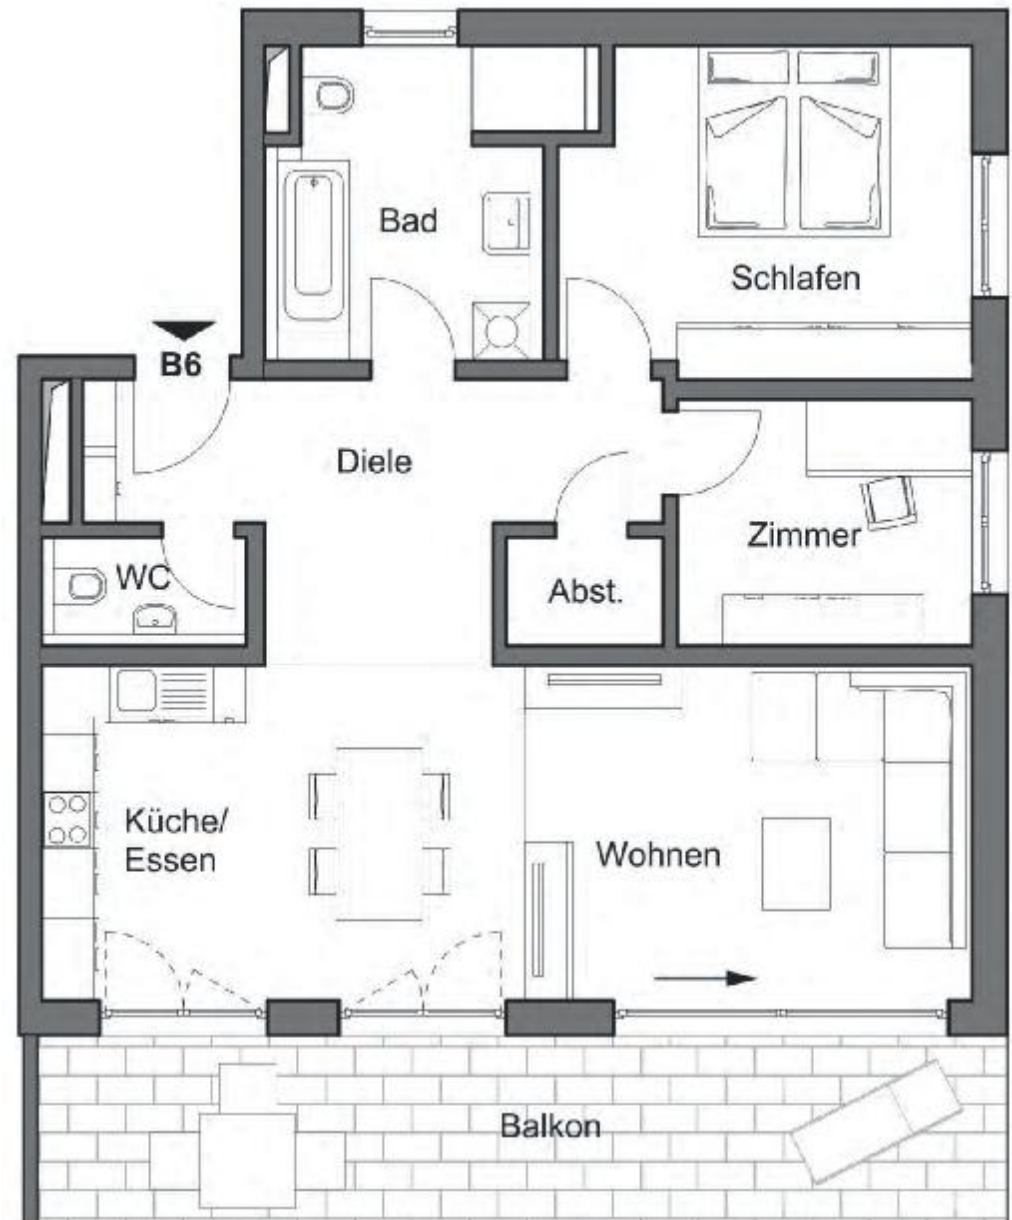 Bad
Schlafen
B6
Diele
Zimmer
WC
Abst.
Küche/
Essen
Wohnen
Balkon